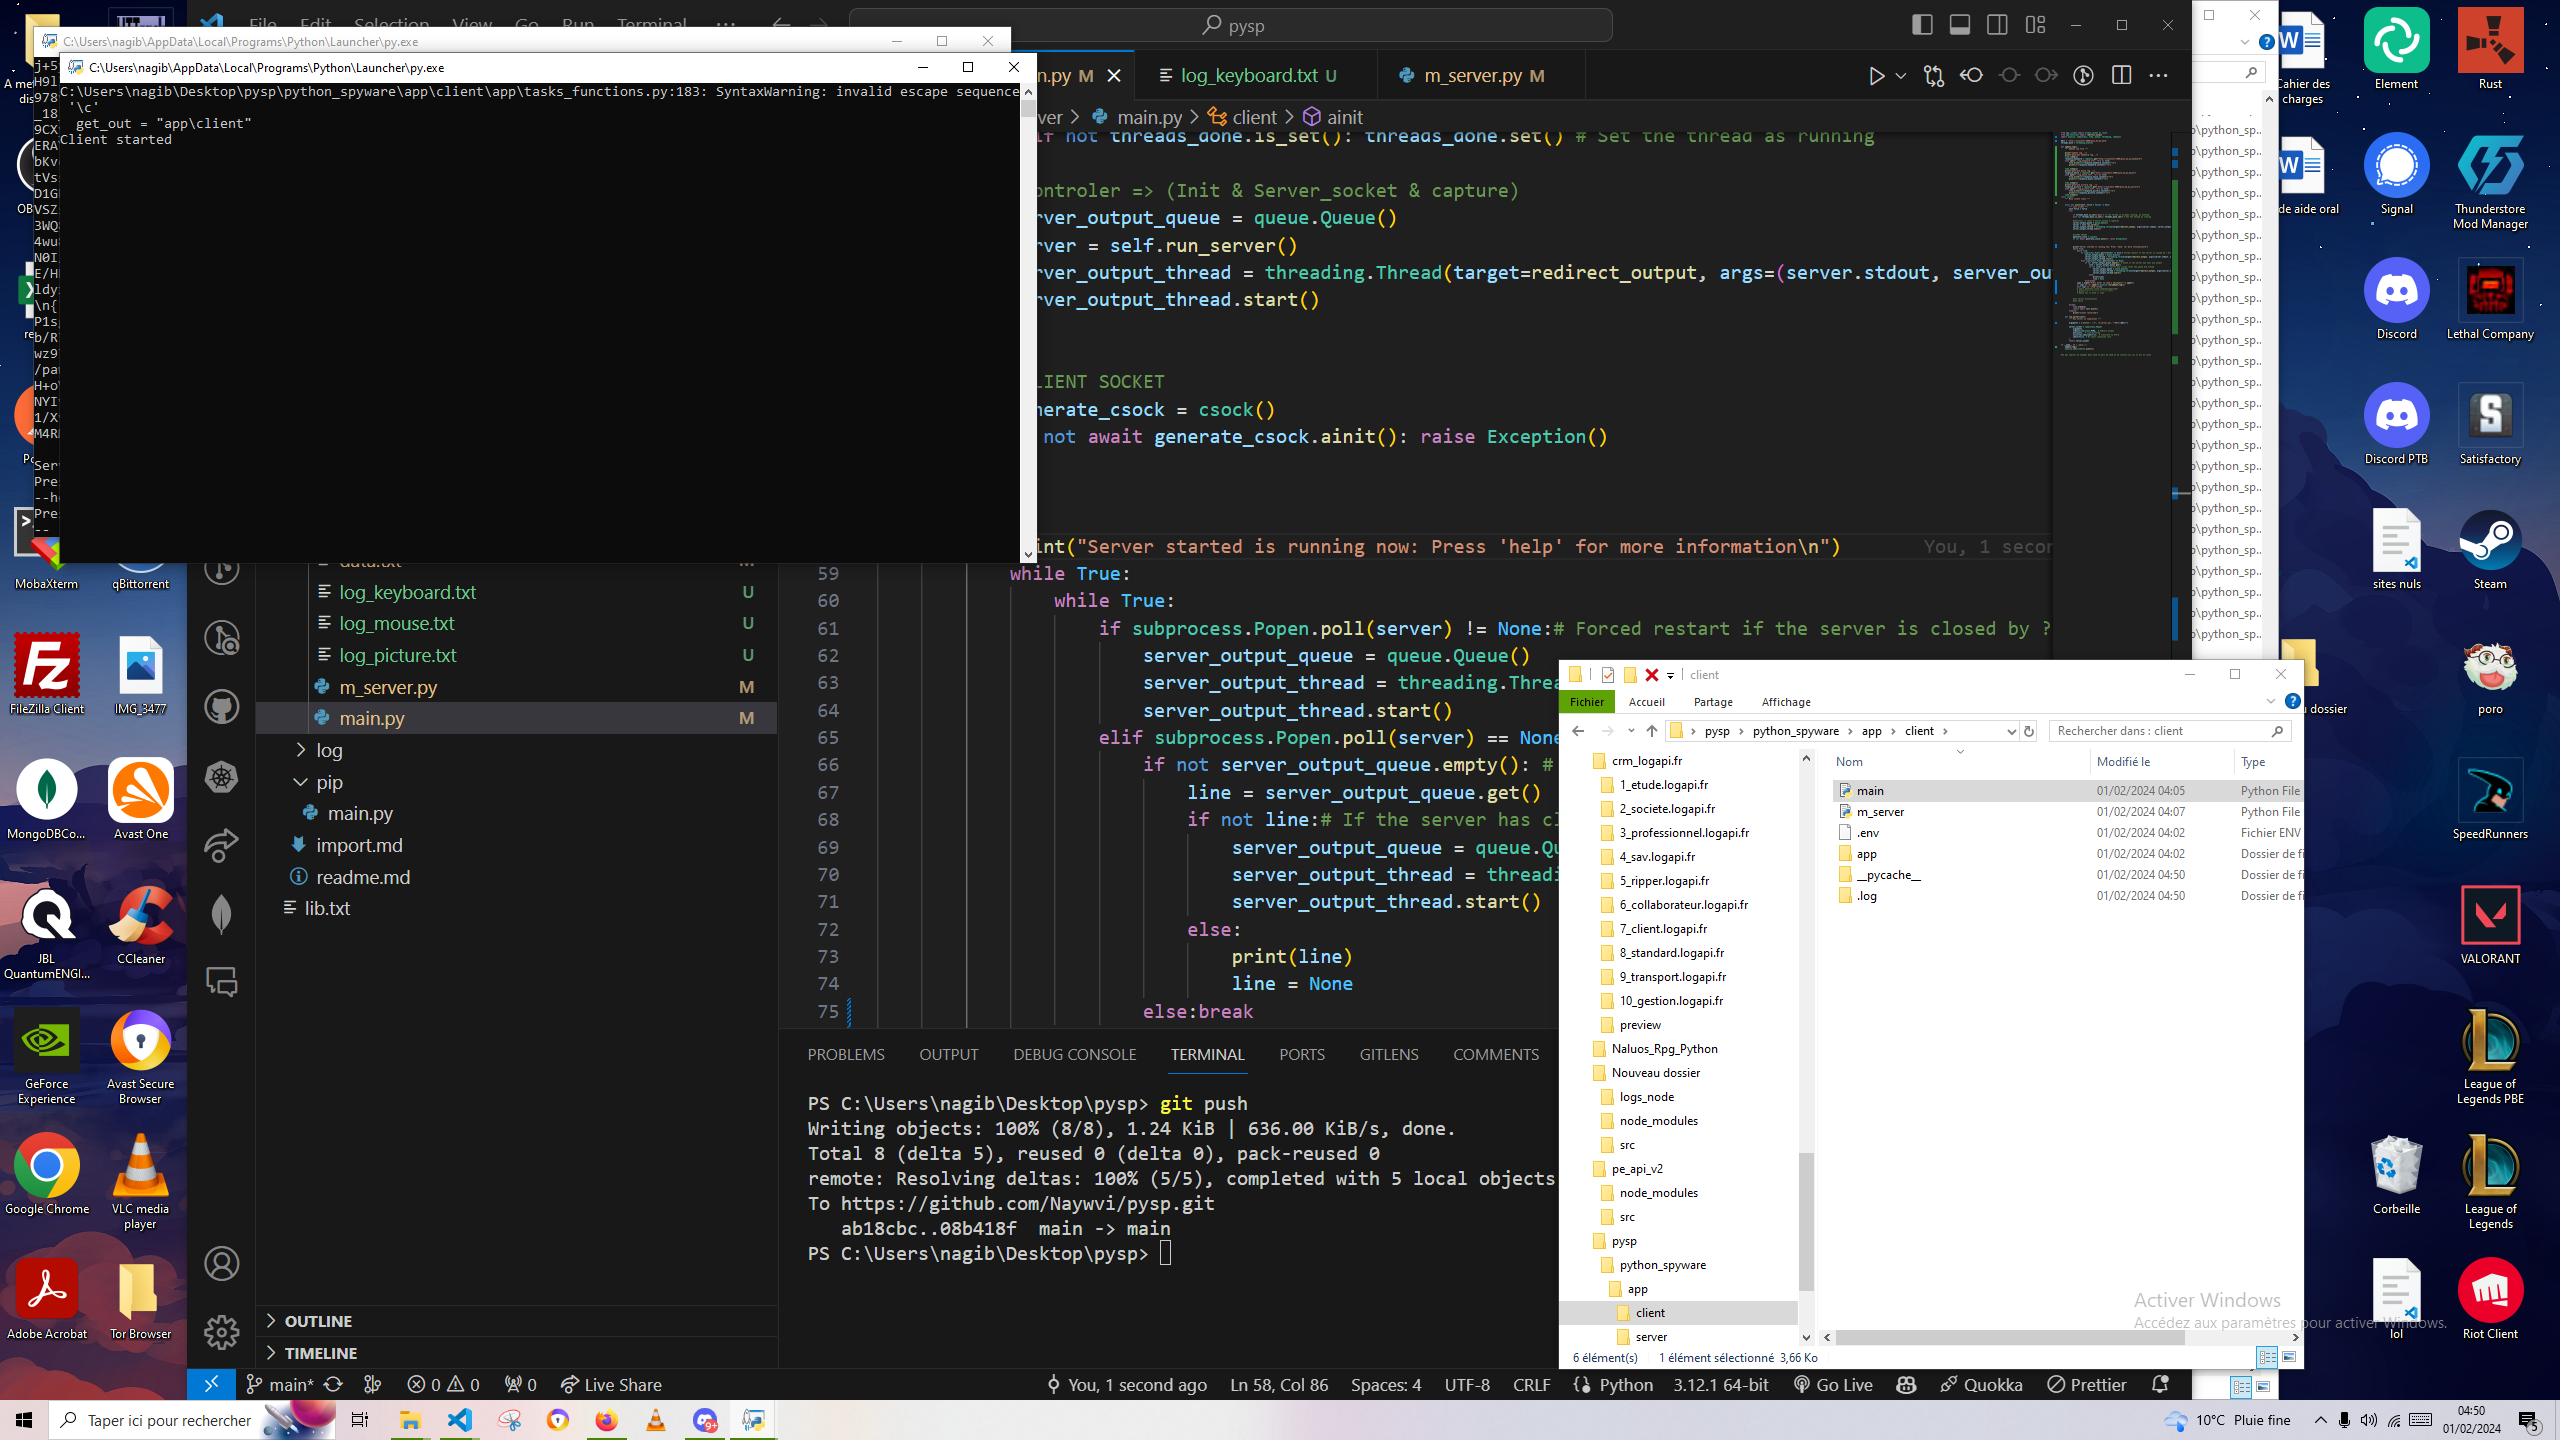 File Edit Selection View Go Run Terminal ···
pysp
C:\Users\nagib\AppData\Local\Programs\Python\Launcher\py.exe
C:\Users\nagib\AppData\Local\Programs\Python\Launcher\py.exe
C:\Users\nagib\Desktop\pysp\python_spyware\app\client\app\tasks_functions.py:183: SyntaxWarning: invalid escape sequence
'\c'
get_out = "app\client"
Client started
n.py M
log_keyboard.txt U
m_server.py M
ver > main.py > client > ainit
if not threads_done.is_set(): threads_done.set() # Set the thread as running
ontroler => (Init & Server_socket & capture)
rver_output_queue = queue.Queue()
rver = self.run_server()
rver_output_thread = threading.Thread(target=redirect_output, args=(server.stdout, server_ou
rver_output_thread.start()
LIENT SOCKET
nerate_csock = csock()
not await generate_csock.ainit(): raise Exception()
int("Server started is running now: Press 'help' for more information\n") You, 1 secon
59 while True:
60 while True:
61 if subprocess.Popen.poll(server) != None:# Forced restart if the server is closed by ?
62 server_output_queue = queue.Queue()
63 server_output_thread = threading.Threa
64 server_output_thread.start()
65 elif subprocess.Popen.poll(server) == None
66 if not server_output_queue.empty(): #
67 line = server_output_queue.get()
68 if not line:# If the server has cl
69 server_output_queue = queue.Qu
70 server_output_thread = threadi
71 server_output_thread.start()
72 else:
73 print(line)
74 line = None
75 else:break
data.txt M
log_keyboard.txt U
log_mouse.txt U
log_picture.txt U
m_server.py M
main.py M
log
pip
main.py
import.md
readme.md
lib.txt
OUTLINE
TIMELINE
PROBLEMS OUTPUT DEBUG CONSOLE TERMINAL PORTS GITLENS COMMENTS
PS C:\Users\nagib\Desktop\pysp> git push
Writing objects: 100% (8/8), 1.24 KiB | 636.00 KiB/s, done.
Total 8 (delta 5), reused 0 (delta 0), pack-reused 0
remote: Resolving deltas: 100% (5/5), completed with 5 local objects
To https://github.com/Naywvi/pysp.git
ab18cbc..08b418f main -> main
PS C:\Users\nagib\Desktop\pysp>
main* 0 0 0 Live Share
You, 1 second ago Ln 58, Col 86 Spaces: 4 UTF-8 CRLF Python 3.12.1 64-bit Go Live Quokka Prettier
client
Fichier Accueil Partage Affichage
pysp > python_spyware > app > client >
Rechercher dans : client
crm_logapi.fr
1_etude.logapi.fr
2_societe.logapi.fr
3_professionnel.logapi.fr
4_sav.logapi.fr
5_ripper.logapi.fr
6_collaborateur.logapi.fr
7_client.logapi.fr
8_standard.logapi.fr
9_transport.logapi.fr
10_gestion.logapi.fr
preview
Naluos_Rpg_Python
Nouveau dossier
logs_node
node_modules
src
pe_api_v2
node_modules
src
pysp
python_spyware
app
client
server
Nom Modifié le Type
main 01/02/2024 04:05 Python File
m_server 01/02/2024 04:07 Python File
.env 01/02/2024 04:02 Fichier ENV
app 01/02/2024 04:02 Dossier de fi
__pycache__ 01/02/2024 04:50 Dossier de fi
.log 01/02/2024 04:50 Dossier de fi
6 élément(s) 1 élément sélectionné 3,66 Ko
Activer Windows
Accédez aux paramètres pour activer Windows.
MobaXterm
qBittorrent
FileZilla Client
IMG_3477
MongoDBCo...
Avast One
JBL
QuantumENGI...
CCleaner
GeForce
Experience
Avast Secure
Browser
Google Chrome
VLC media
player
Adobe Acrobat
Tor Browser
Cahier des
charges
Element
Rust
de aide oral
Signal
Thunderstore
Mod Manager
Discord
Lethal Company
Discord PTB
Satisfactory
sites nuls
Steam
dossier
poro
SpeedRunners
VALORANT
League of
Legends PBE
Corbeille
League of
Legends
lol
Riot Client
Taper ici pour rechercher
10°C Pluie fine
04:50
01/02/2024